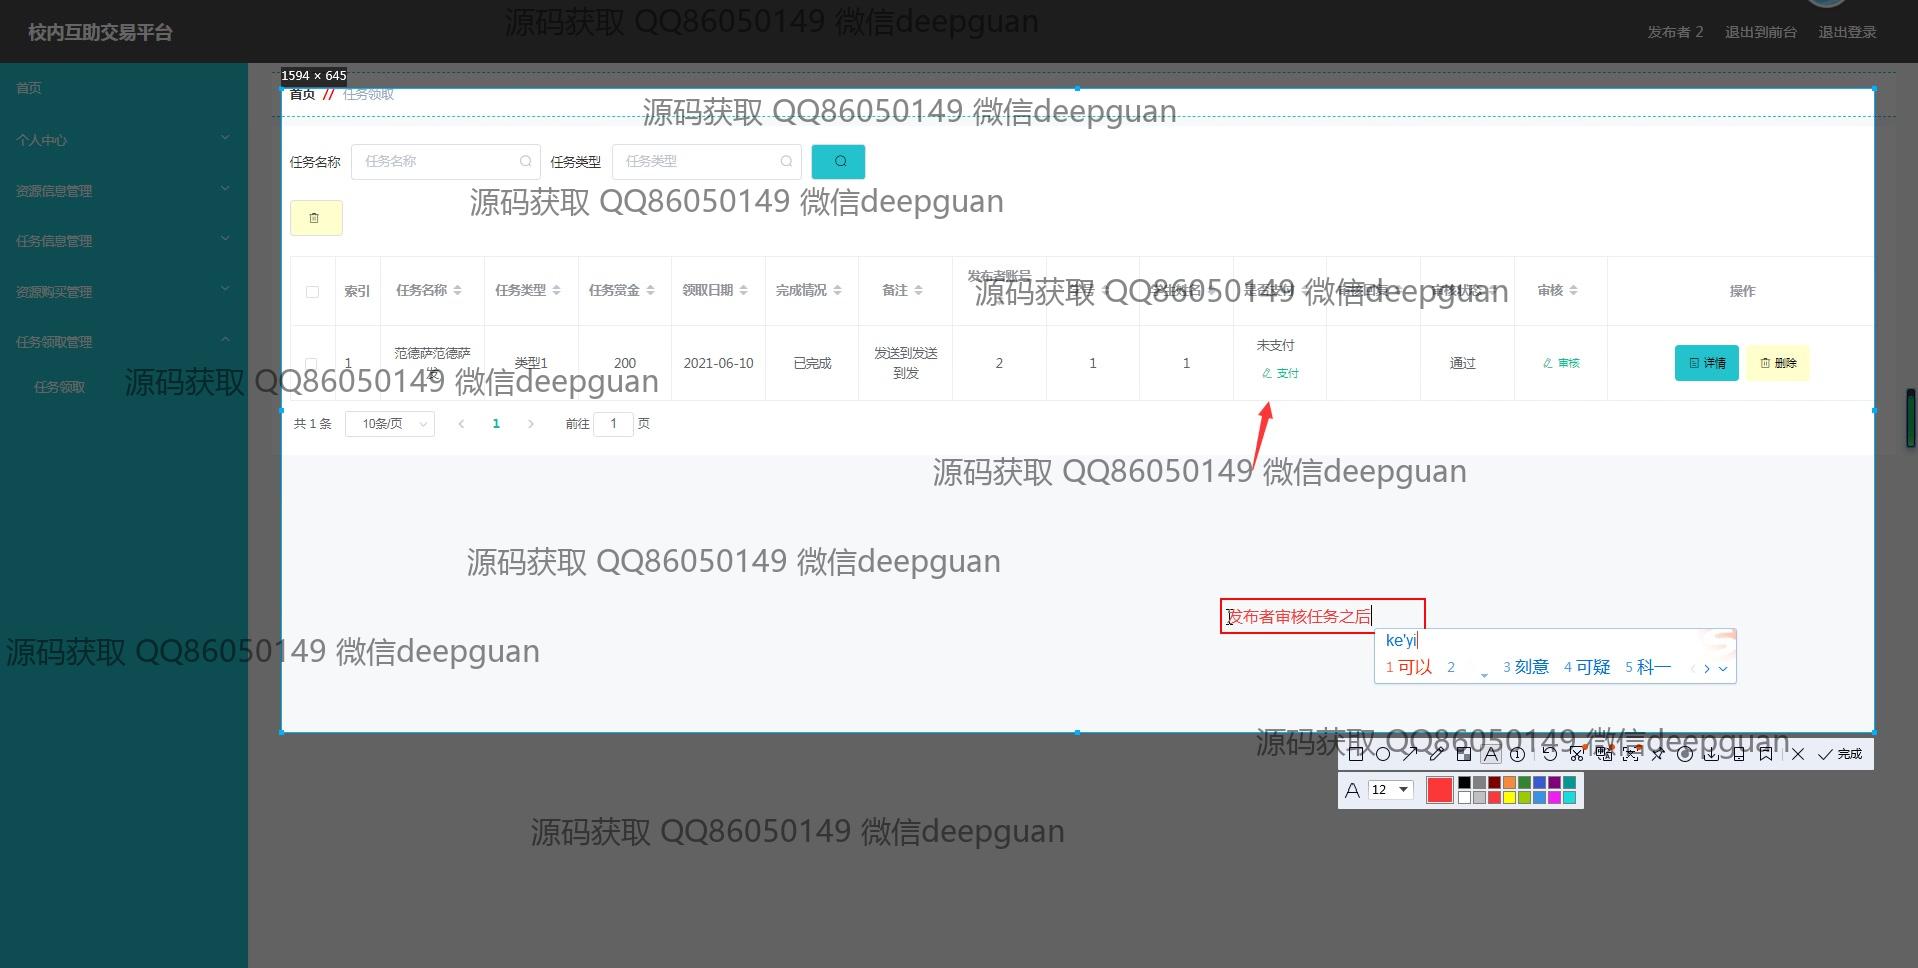 源码获取 QQ86050149 微信deepguan
校内互助交易平台
发布者 2 退出到前台 退出登录
1594 × 645
首页
首页 // 任务领取
源码获取 QQ86050149 微信deepguan
个人中心
任务名称 任务名称 任务类型 任务类型
资源信息管理
源码获取 QQ86050149 微信deepguan
任务信息管理
资源购买管理
索引 任务名称 任务类型 任务赏金 领取日期 完成情况 备注 发布者账号 学号 学生姓名 是否支付 审核回复 审核状态 审核 操作
源码获取 QQ86050149 微信deepguan
任务领取管理
1 范德萨范德萨发 类型1 200 2021-06-10 已完成 发送到发送到发 2 1 1 未支付 支付 通过 审核 详情 删除
任务领取
源码获取 QQ86050149 微信deepguan
共 1 条 10条/页 1 前往 1 页
源码获取 QQ86050149 微信deepguan
源码获取 QQ86050149 微信deepguan
发布者审核任务之后
ke'yi
1 可以 2 3 刻意 4 可疑 5 科一
源码获取 QQ86050149 微信deepguan
源码获取 QQ86050149 微信deepguan
完成
A 12
源码获取 QQ86050149 微信deepguan